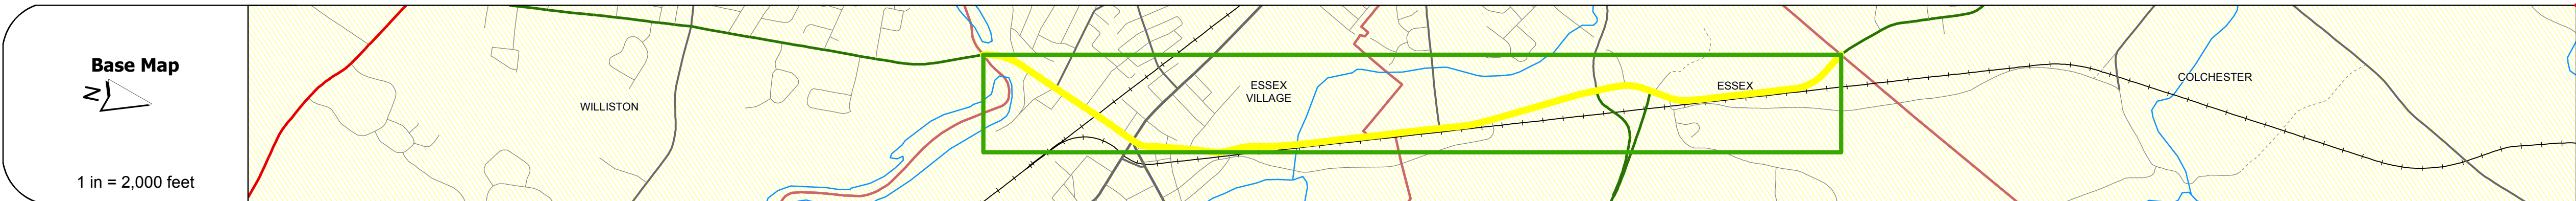 Base Map
N
1 in = 2,000 feet
WILLISTON
ESSEX
VILLAGE
ESSEX
COLCHESTER